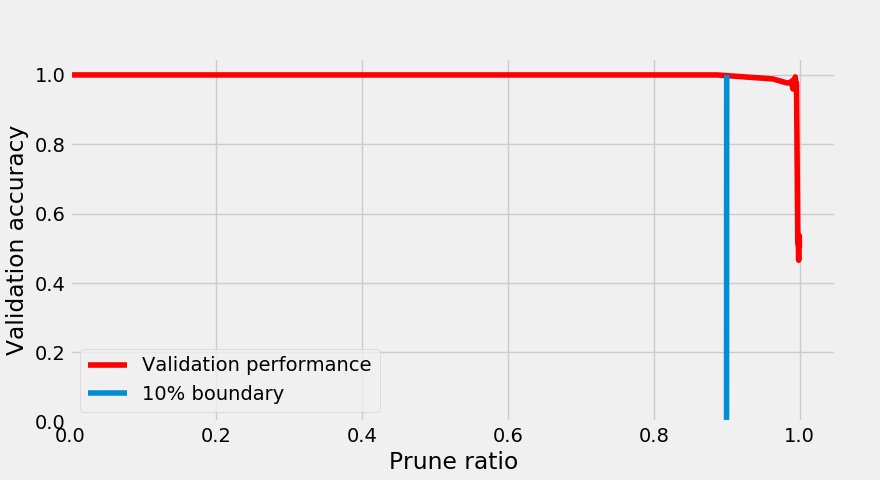 1.0
0.8
0.6
0.4
0.2
0.0
Validation accuracy
Validation performance
10% boundary
0.0 0.2 0.4 0.6 0.8 1.0
Prune ratio